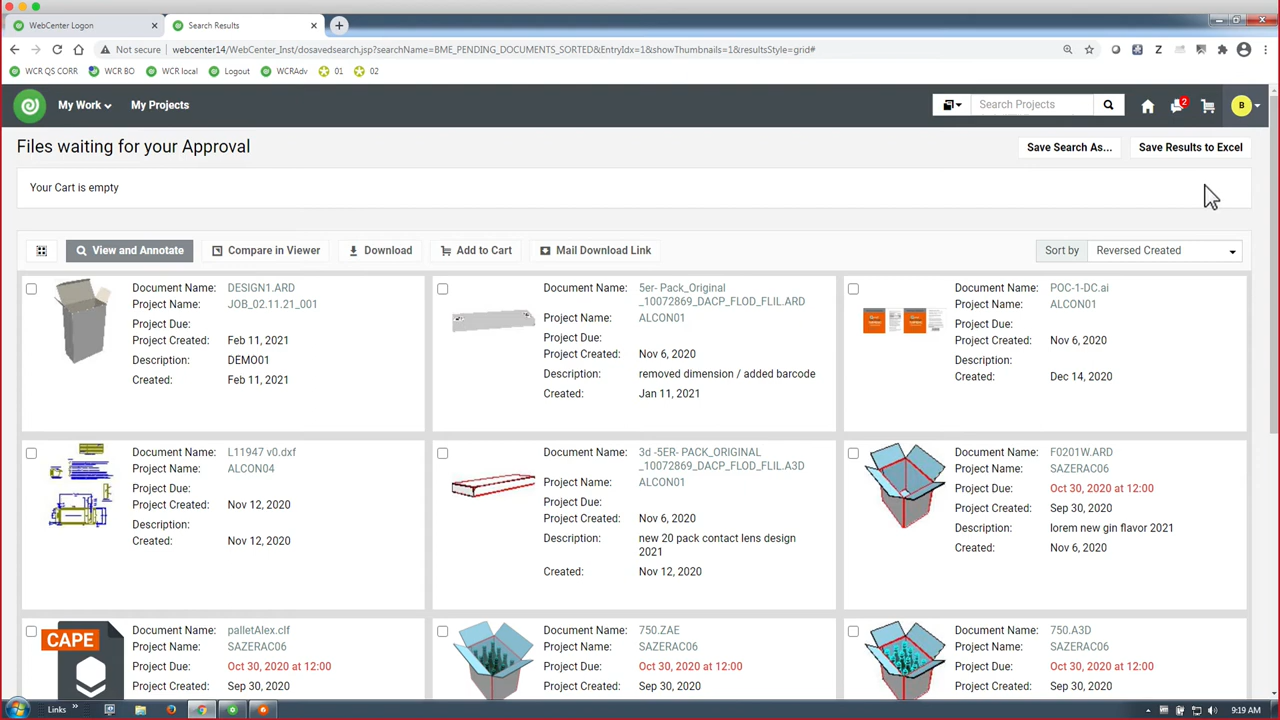 WebCenter Logon
Search Results
Not secure
webcenter14/WebCenter_Inst/dosavedsearch.jsp?searchName=BME_PENDING_DOCUMENTS_SORTED&EntryIdx=1&showThumbnails=1&resultsStyle=grid#
WCR QS CORR
WCR BO
WCR local
Logout
WCRAdv
01
02
My Work
My Projects
Search Projects
2
B
Files waiting for your Approval
Save Search As...
Save Results to Excel
Your Cart is empty
View and Annotate
Compare in Viewer
Download
Add to Cart
Mail Download Link
Sort by
Reversed Created
Document Name: DESIGN1.ARD
Project Name: JOB_02.11.21_001
Project Due:
Project Created: Feb 11, 2021
Description: DEMO01
Created: Feb 11, 2021
Document Name: 5er- Pack_Original
_10072869_DACP_FLOD_FLIL.ARD
Project Name: ALCON01
Project Due:
Project Created: Nov 6, 2020
Description: removed dimension / added barcode
Created: Jan 11, 2021
Document Name: POC-1-DC.ai
Project Name: ALCON01
Project Due:
Project Created: Nov 6, 2020
Description:
Created: Dec 14, 2020
Document Name: L11947 v0.dxf
Project Name: ALCON04
Project Due:
Project Created: Nov 12, 2020
Description:
Created: Nov 12, 2020
Document Name: 3d -5ER- PACK_ORIGINAL
_10072869_DACP_FLOD_FLIL.A3D
Project Name: ALCON01
Project Due:
Project Created: Nov 6, 2020
Description: new 20 pack contact lens design
2021
Created: Nov 12, 2020
Document Name: F0201W.ARD
Project Name: SAZERAC06
Project Due: Oct 30, 2020 at 12:00
Project Created: Sep 30, 2020
Description: lorem new gin flavor 2021
Created: Nov 6, 2020
CAPE
Document Name: palletAlex.clf
Project Name: SAZERAC06
Project Due: Oct 30, 2020 at 12:00
Project Created: Sep 30, 2020
Document Name: 750.ZAE
Project Name: SAZERAC06
Project Due: Oct 30, 2020 at 12:00
Project Created: Sep 30, 2020
Document Name: 750.A3D
Project Name: SAZERAC06
Project Due: Oct 30, 2020 at 12:00
Project Created: Sep 30, 2020
Links
9:19 AM